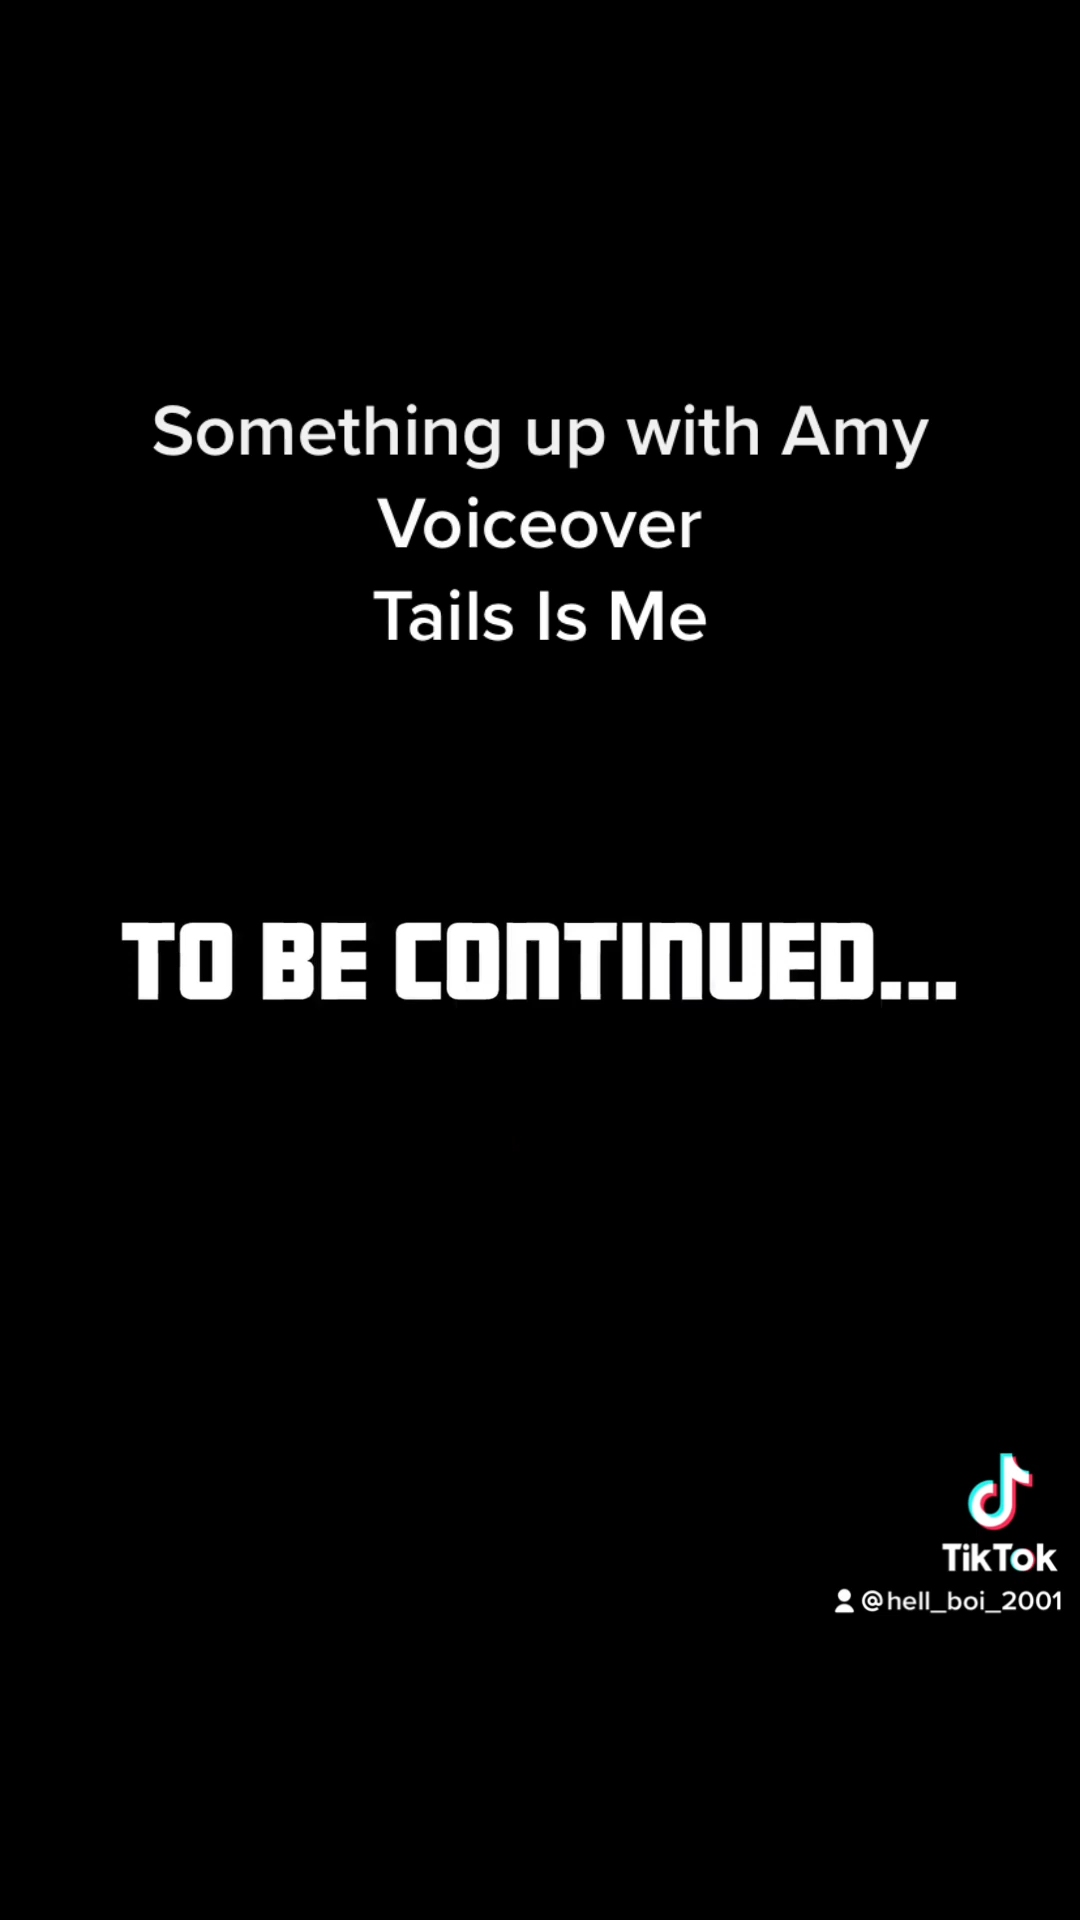 Something up with Amy
Voiceover
Tails Is Me
TO BE CONTINUED...
TikTok
@hell_boi_2001